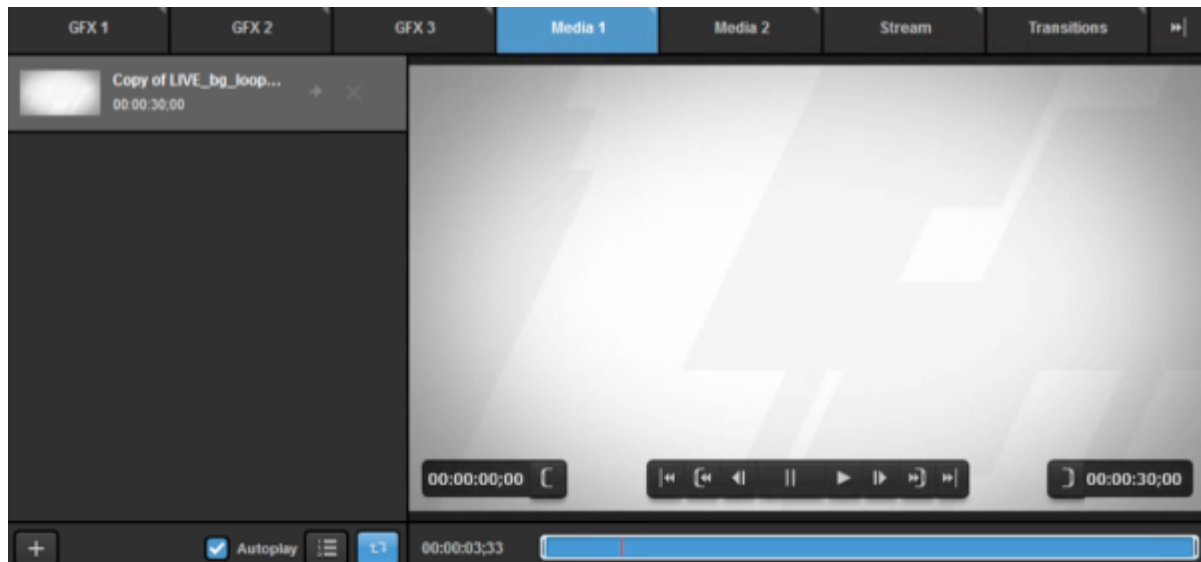 GFX 1
GFX 2
GFX 3
Media 1
Media 2
Stream
Transitions
Copy of LIVE_bg_loop...
00:00:30;00
00:00:00;00
00:00:30;00
Autoplay
00:00:03;33